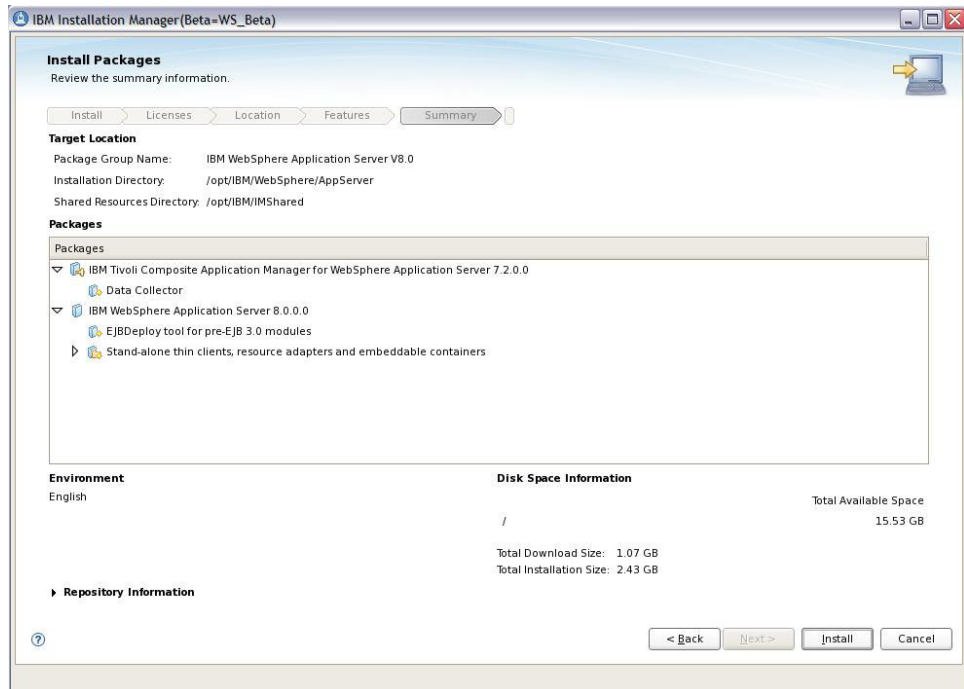 IBM Installation Manager(Beta=WS_Beta)
Install Packages
Review the summary information.
Install Licenses Location Features Summary
Target Location
Package Group Name: IBM WebSphere Application Server V8.0
Installation Directory: /opt/IBM/WebSphere/AppServer
Shared Resources Directory: /opt/IBM/IMShared
Packages
Packages
IBM Tivoli Composite Application Manager for WebSphere Application Server 7.2.0.0
Data Collector
IBM WebSphere Application Server 8.0.0.0
EJBDeploy tool for pre-EJB 3.0 modules
Stand-alone thin clients, resource adapters and embeddable containers
Environment
English
Disk Space Information
Total Available Space
/ 15.53 GB
Total Download Size: 1.07 GB
Total Installation Size: 2.43 GB
Repository Information
?
< Back Next > Install Cancel